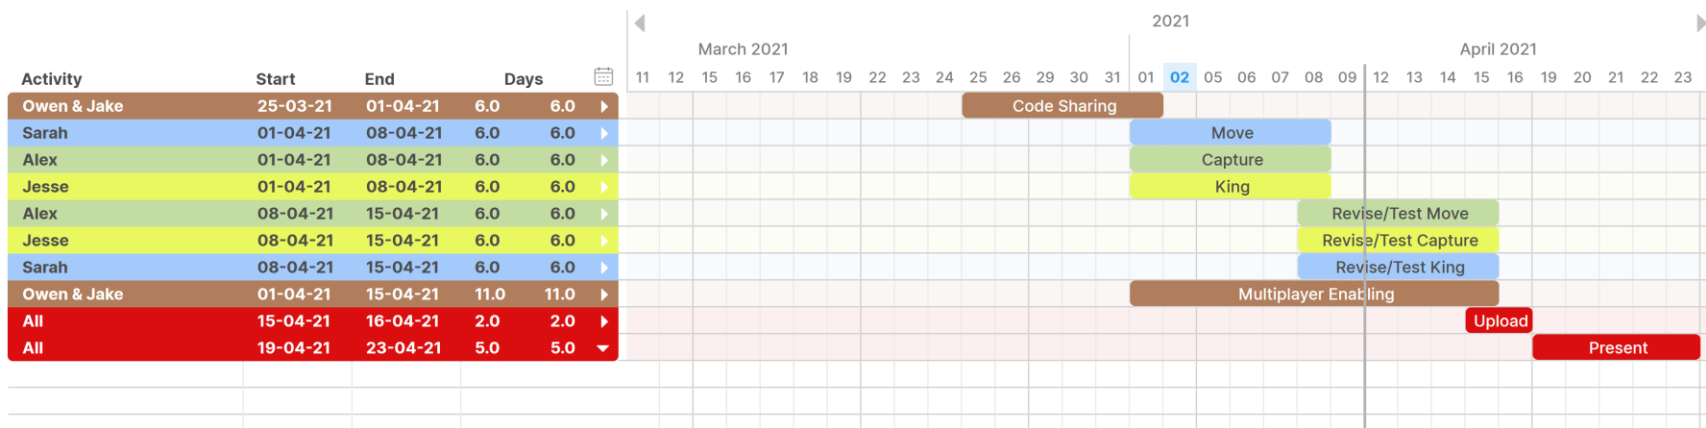 2021
March 2021 April 2021
Activity Start End Days 11 12 15 16 17 18 19 22 23 24 25 26 29 30 31 01 02 05 06 07 08 09 12 13 14 15 16 19 20 21 22 23
Owen & Jake 25-03-21 01-04-21 6.0 6.0 Code Sharing
Sarah 01-04-21 08-04-21 6.0 6.0 Move
Alex 01-04-21 08-04-21 6.0 6.0 Capture
Jesse 01-04-21 08-04-21 6.0 6.0 King
Alex 08-04-21 15-04-21 6.0 6.0 Revise/Test Move
Jesse 08-04-21 15-04-21 6.0 6.0 Revise/Test Capture
Sarah 08-04-21 15-04-21 6.0 6.0 Revise/Test King
Owen & Jake 01-04-21 15-04-21 11.0 11.0 Multiplayer Enabling
All 15-04-21 16-04-21 2.0 2.0 Upload
All 19-04-21 23-04-21 5.0 5.0 Present